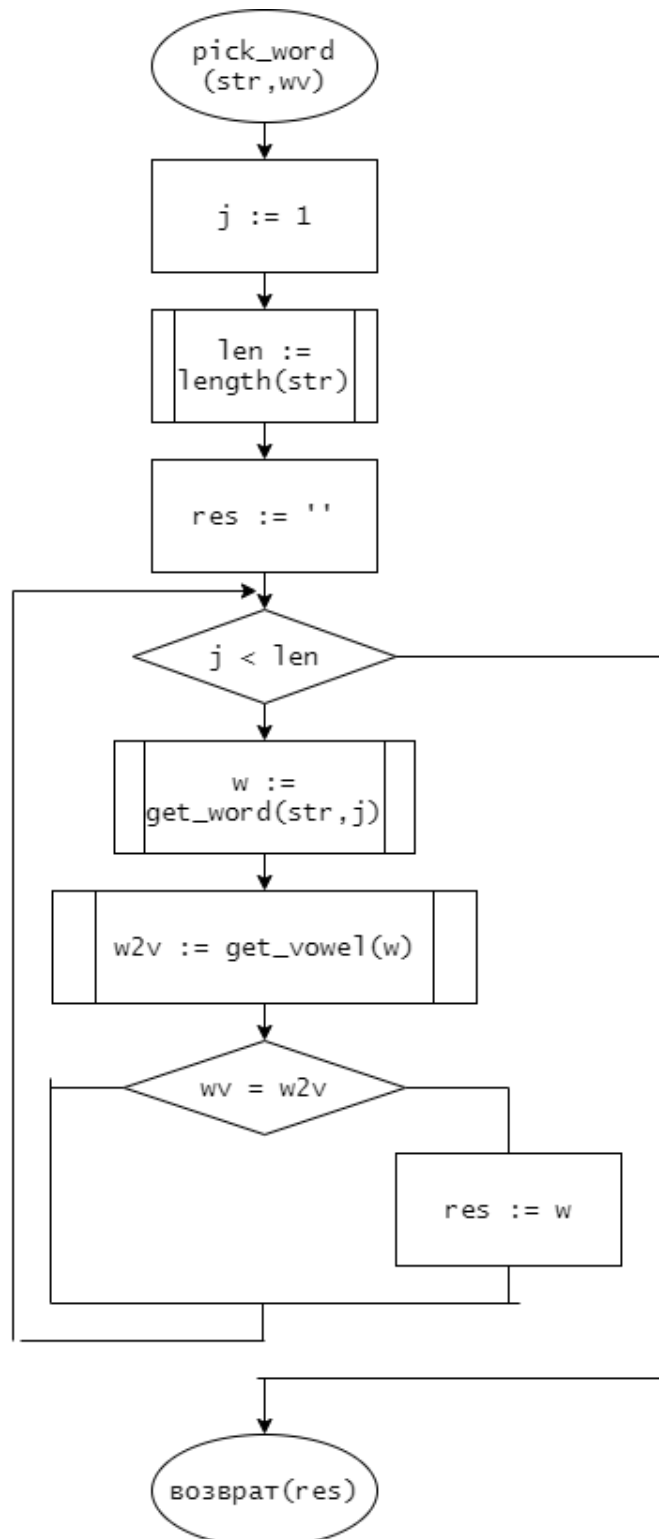 pick_word
(str,wv)
j := 1
len :=
length(str)
res := ''
j < len
w :=
get_word(str,j)
w2v := get_vowel(w)
wv = w2v
res := w
возврат(res)